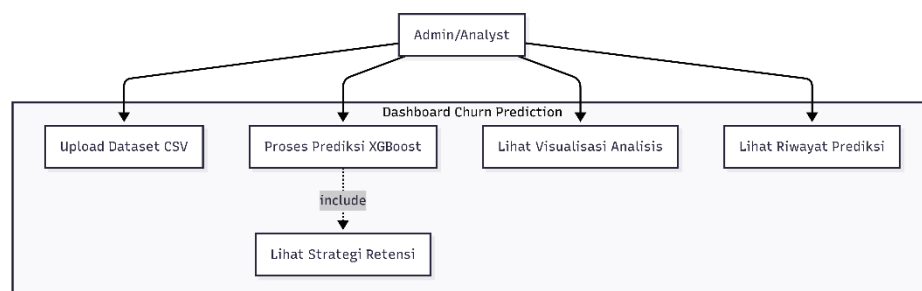 Admin/Analyst
Dashboard Churn Prediction
Upload Dataset CSV
Proses Prediksi XGBoost
Lihat Visualisasi Analisis
Lihat Riwayat Prediksi
include
Lihat Strategi Retensi